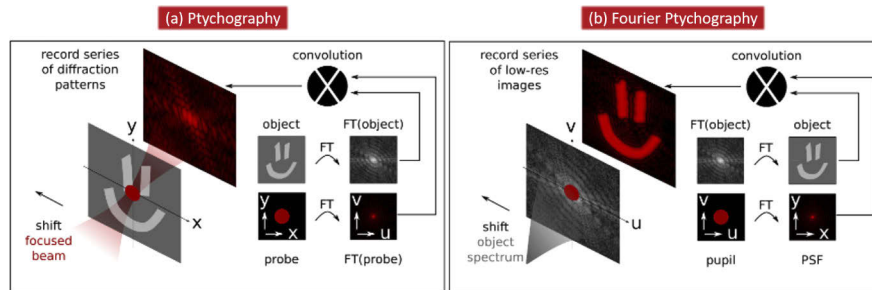 (a) Ptychography
record series
of diffraction
patterns
convolution
y
x
object
FT
FT(object)
shift
focused
beam
y
x
FT
v
u
probe
FT(probe)
(b) Fourier Ptychography
record series
of low-res
images
convolution
v
u
FT(object)
FT
object
shift
object
spectrum
FT
y
x
pupil
PSF